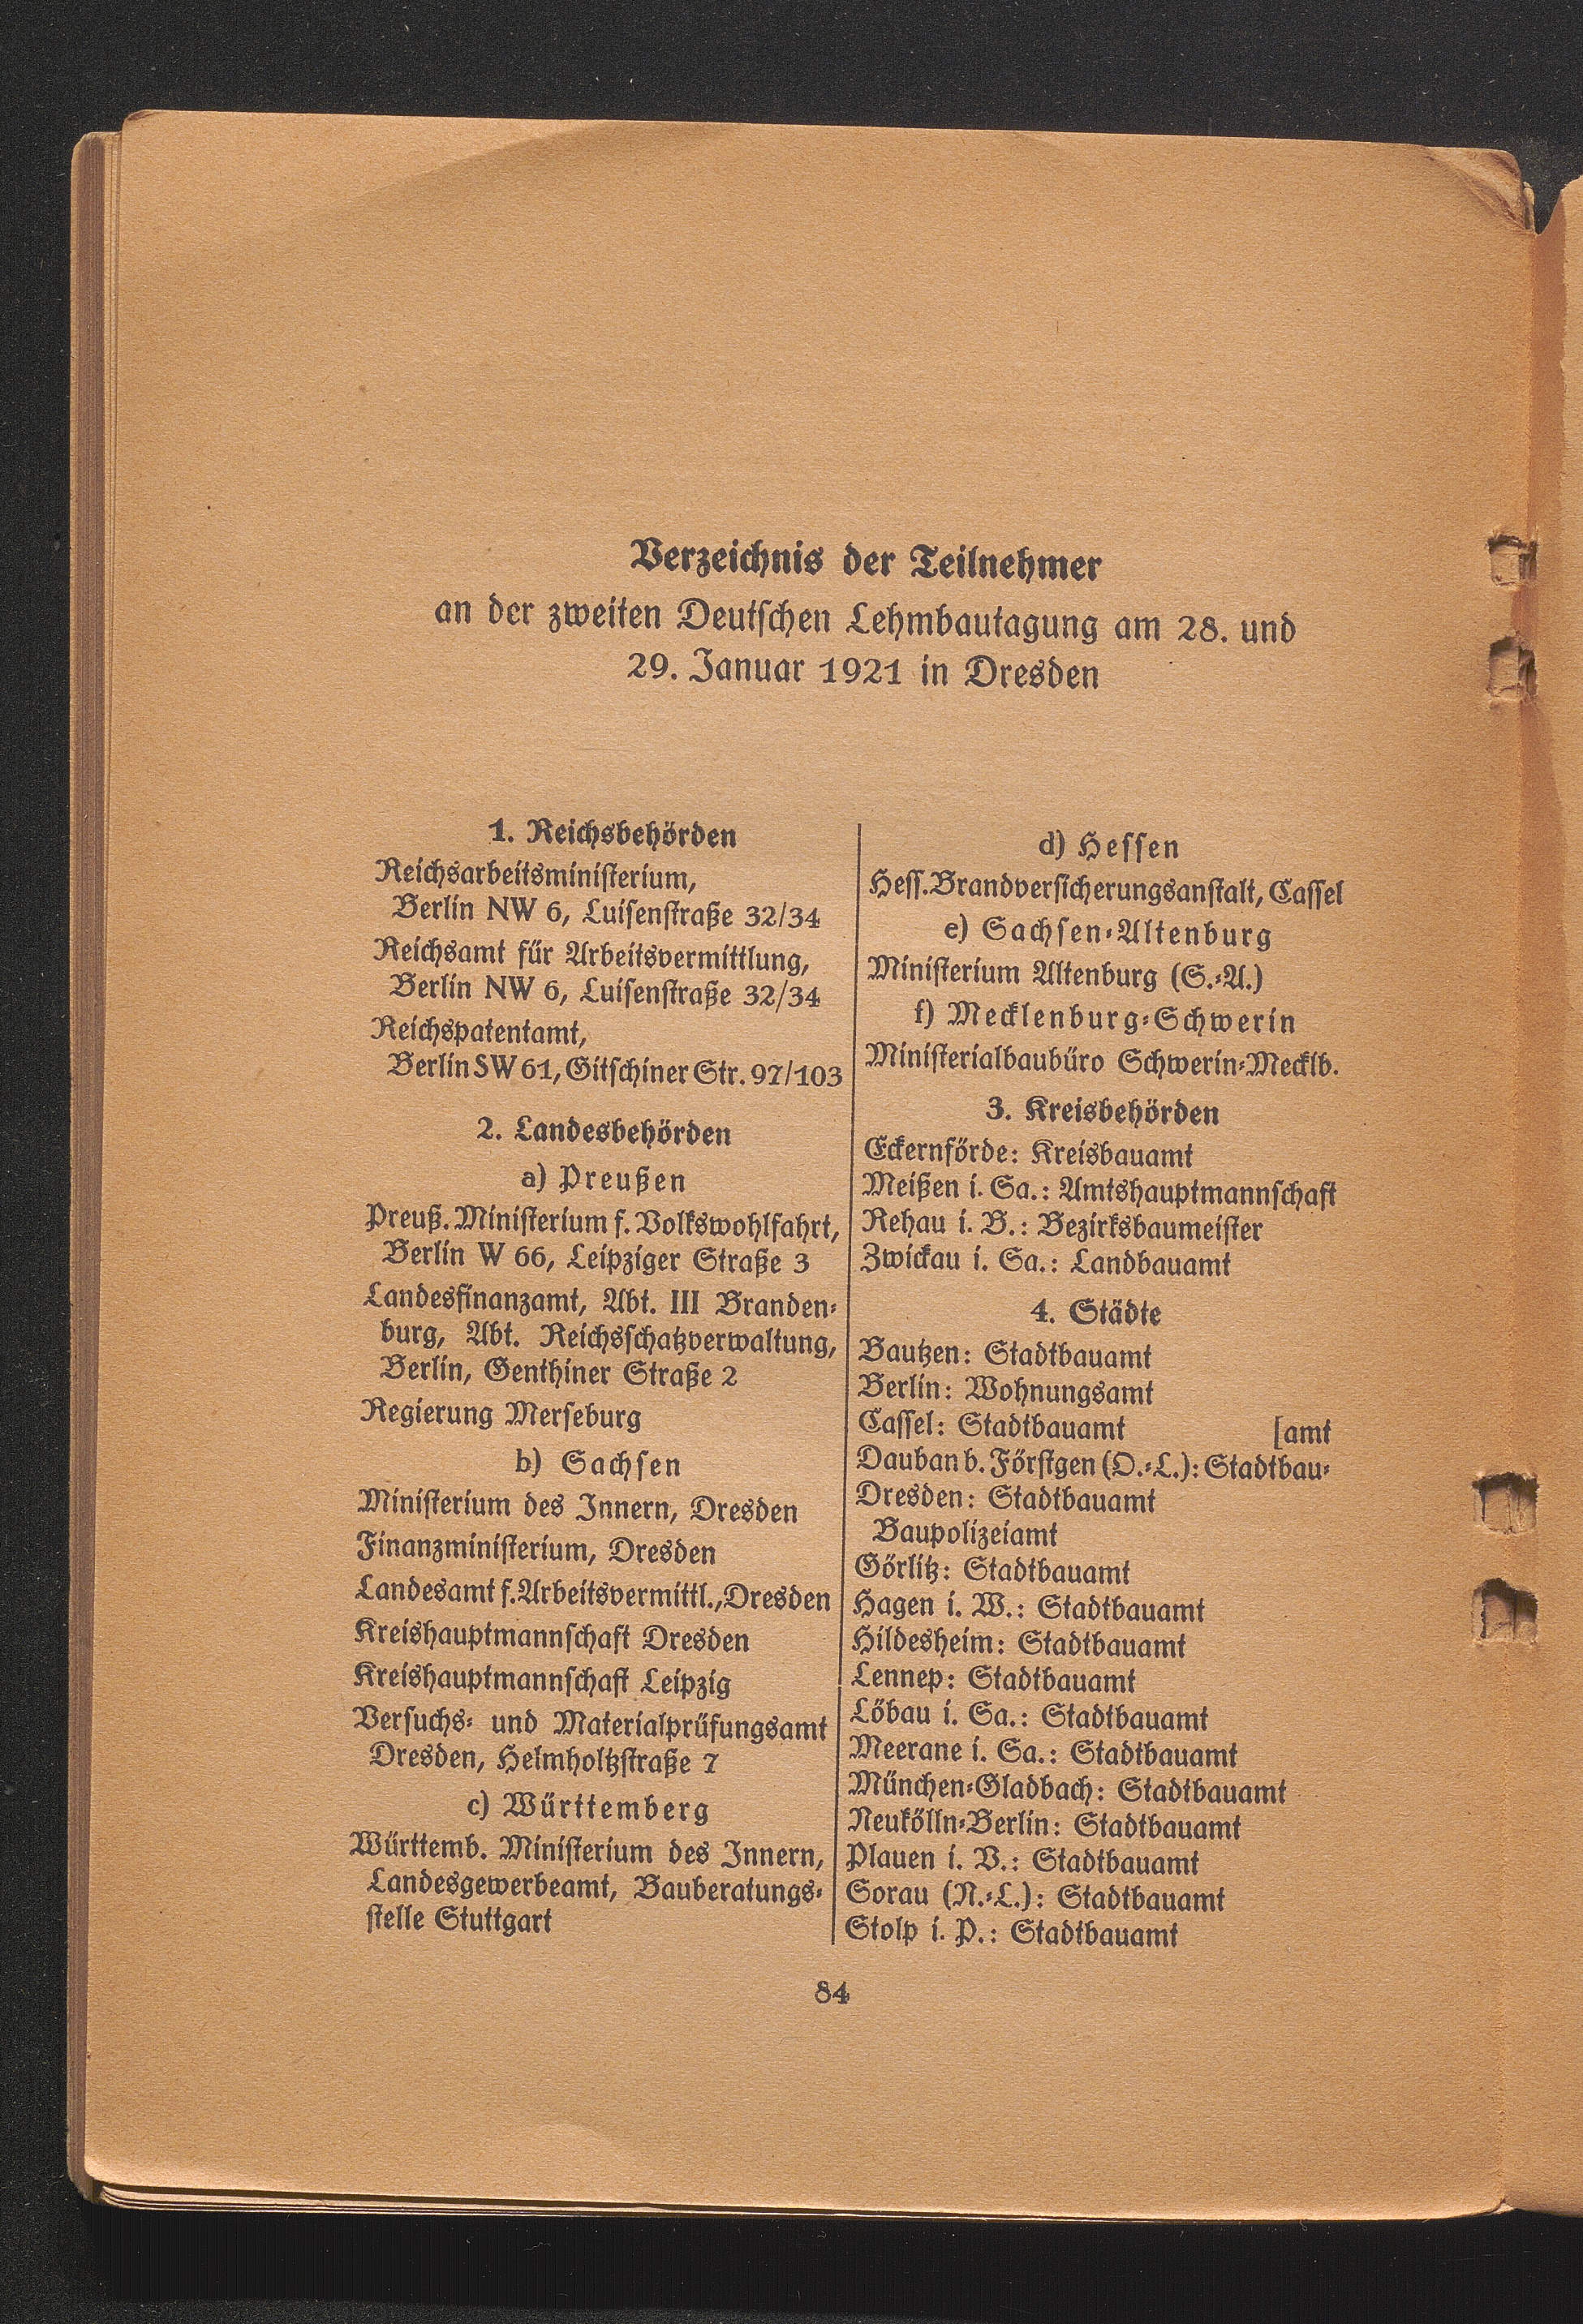 Verzeichnis der Teilnehmer
an der zweiten Deutschen Lehmbautagung am 28. und
29. Januar 1921 in Dresden
1. Reichsbehörden
Reichsarbeitsministerium,
Berlin NW 6, Luisenstraße 32/34
Reichsamt für Arbeitsvermittlung,
Berlin NW 6, Luisenstraße 32/34
Reichspatentamt,
Berlin SW 61, Gitschiner Str. 97/103
2. Landesbehörden
a) Preußen
Preuß. Ministerium f. Volkswohlfahrt,
Berlin W 66, Leipziger Straße 3
Landesfinanzamt, Abt. III Branden-
burg, Abt. Reichsschatzverwaltung,
Berlin, Genthiner Straße 2
Regierung Merseburg
b) Sachsen
Ministerium des Innern, Dresden
Finanzministerium, Dresden
Landesamt f. Arbeitsvermittl., Dresden
Kreishauptmannschaft Dresden
Kreishauptmannschaft Leipzig
Versuchs- und Materialprüfungsamt
Dresden, Helmholtzstraße 7
c) Württemberg
Württemb. Ministerium des Innern,
Landesgewerbeamt, Bauberatungs-
stelle Stuttgart
d) Hessen
Hess. Brandversicherungsanstalt, Cassel
e) Sachsen-Altenburg
Ministerium Altenburg (S.-A.)
f) Mecklenburg-Schwerin
Ministerialbaubüro Schwerin-Mecklb.
3. Kreisbehörden
Eckernförde: Kreisbauamt
Meißen i. Sa.: Amtshauptmannschaft
Rehau i. B.: Bezirksbaumeister
Zwickau i. Sa.: Landbauamt
4. Städte
Bautzen: Stadtbauamt
Berlin: Wohnungsamt
Cassel: Stadtbauamt [amt
Dauban b. Förstgen (O.-L.): Stadtbau-
Dresden: Stadtbauamt
Baupolizeiamt
Görlitz: Stadtbauamt
Hagen i. W.: Stadtbauamt
Hildesheim: Stadtbauamt
Lennep: Stadtbauamt
Löbau i. Sa.: Stadtbauamt
Meerane i. Sa.: Stadtbauamt
München-Gladbach: Stadtbauamt
Neukölln-Berlin: Stadtbauamt
Plauen i. V.: Stadtbauamt
Sorau (N.-L.): Stadtbauamt
Stolp i. P.: Stadtbauamt
84